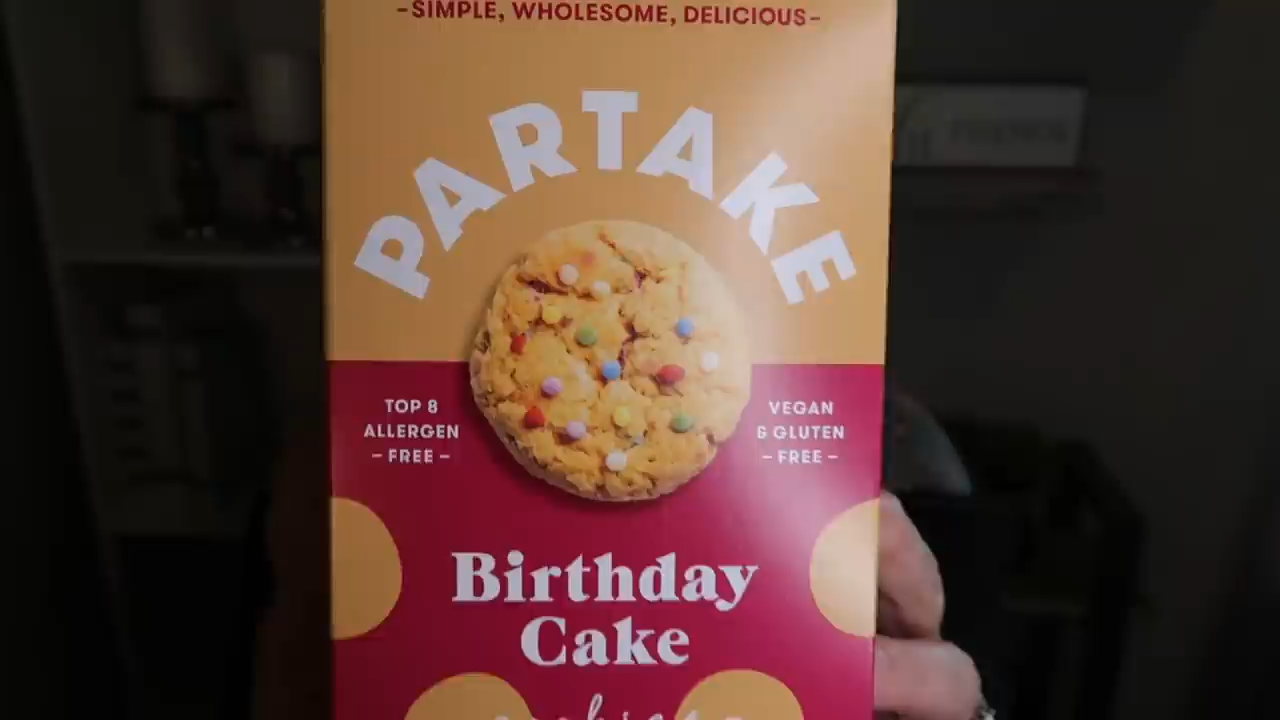 -SIMPLE, WHOLESOME, DELICIOUS-
PARTAKE
TOP 8
ALLERGEN
- FREE -
VEGAN
& GLUTEN
- FREE -
Birthday
Cake